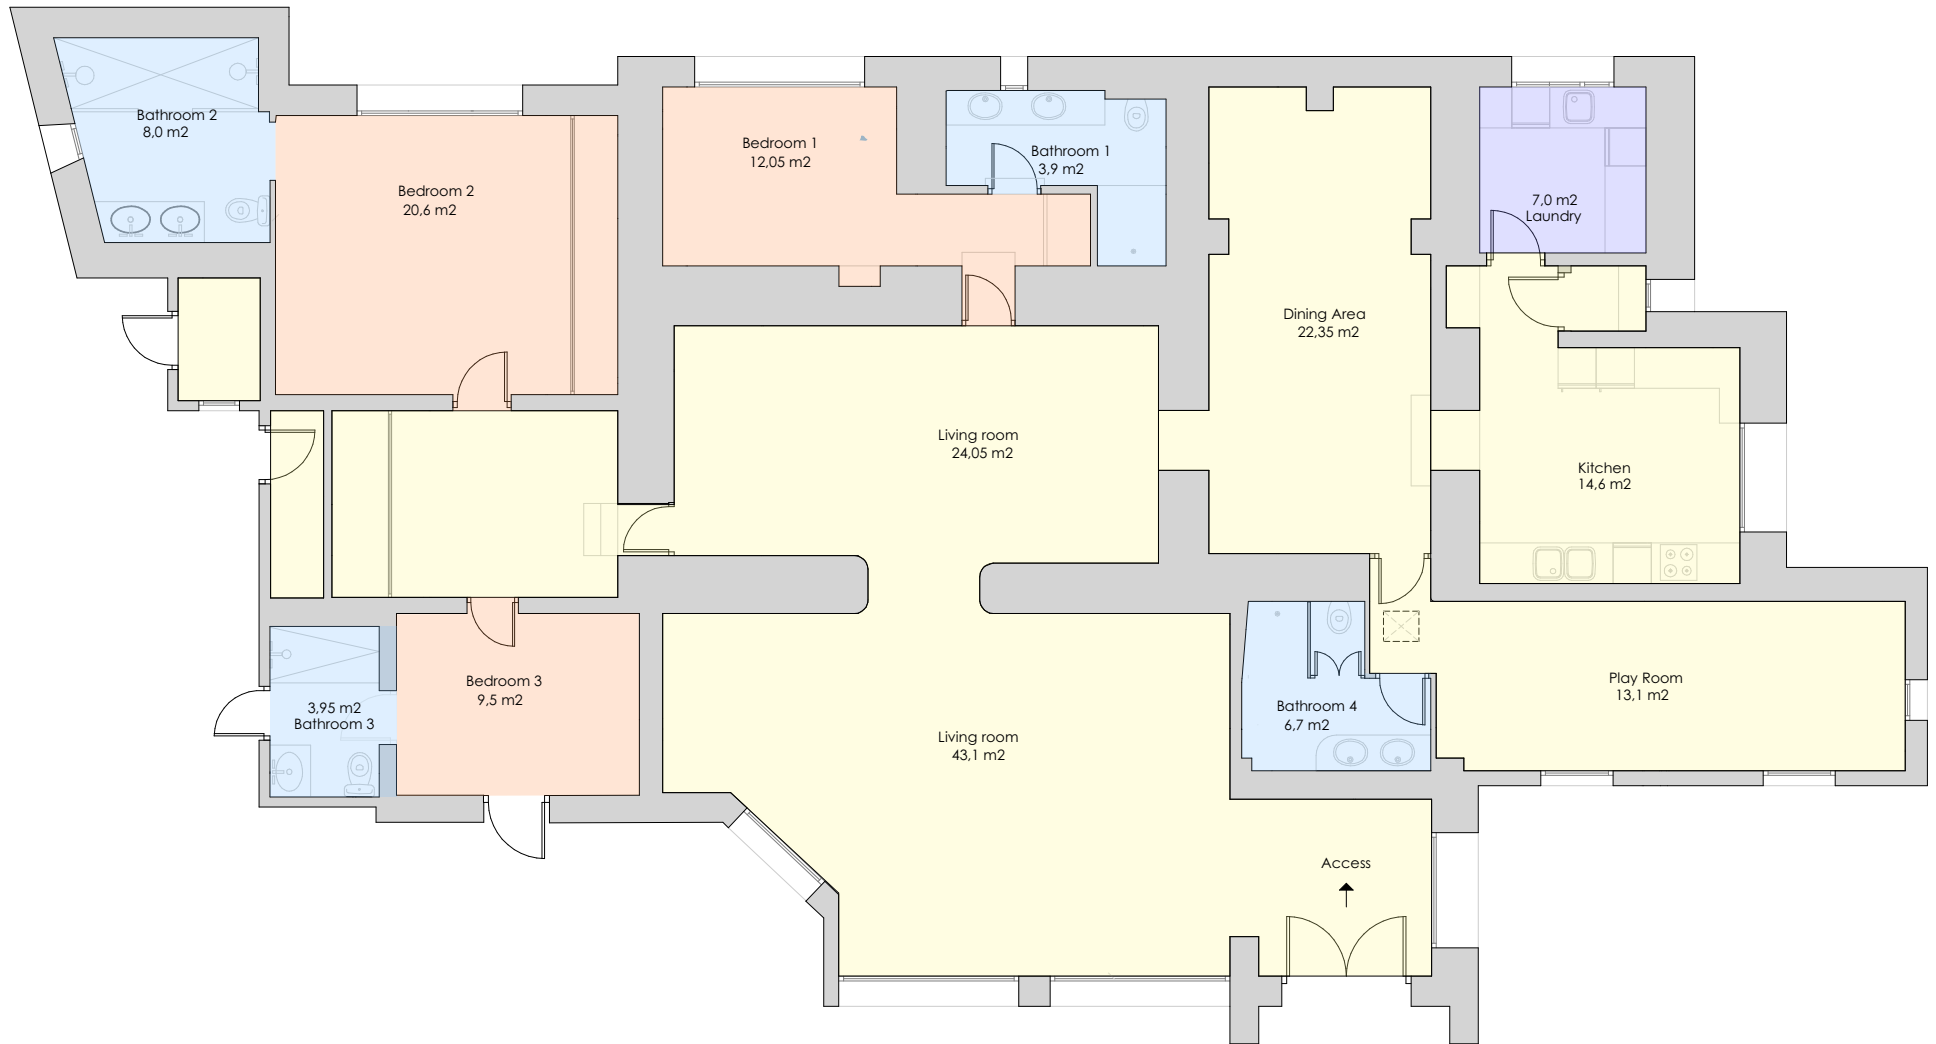 Bathroom 2
8,0 m2
Bedroom 2
20,6 m2
Bedroom 1
12,05 m2
Bathroom 1
3,9 m2
7,0 m2
Laundry
Dining Area
22,35 m2
Living room
24,05 m2
Kitchen
14,6 m2
Bedroom 3
9,5 m2
3,95 m2
Bathroom 3
Living room
43,1 m2
Bathroom 4
6,7 m2
Play Room
13,1 m2
Access